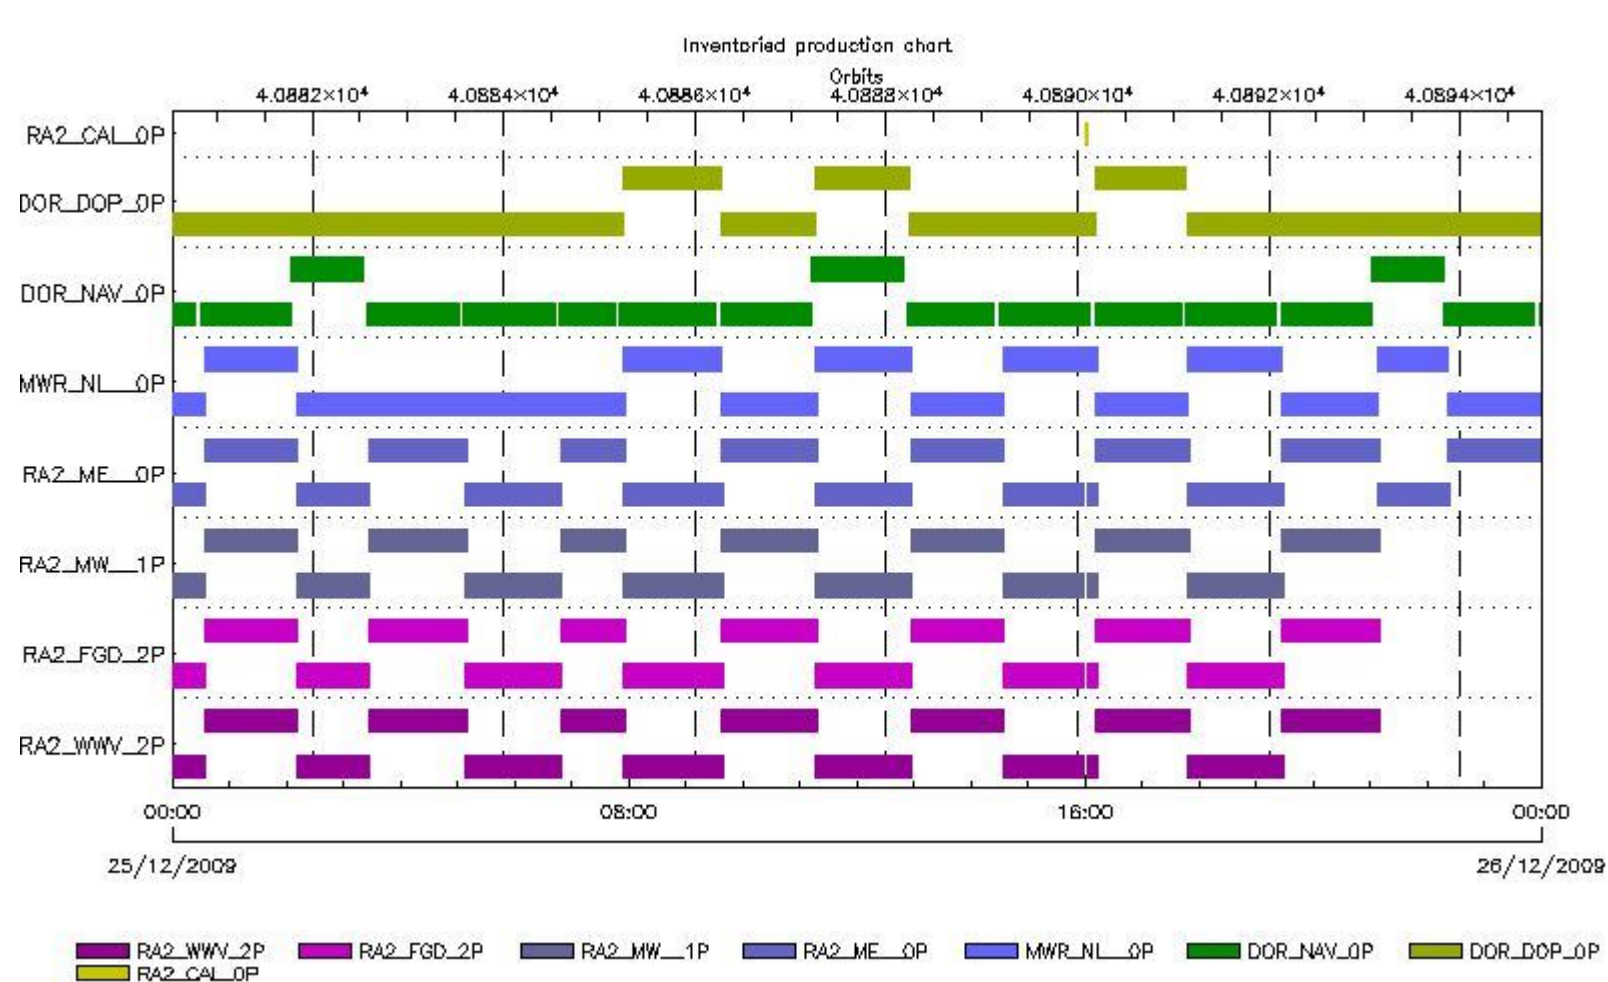 Inventoried production chart
Orbits
4.0882×10⁴ 4.0884×10⁴ 4.0886×10⁴ 4.0888×10⁴ 4.0890×10⁴ 4.0892×10⁴ 4.0894×10⁴
RA2_CAL_0P
DOR_DOP_0P
DOR_NAV_0P
MWR_NL__0P
RA2_ME__0P
RA2_MW__1P
RA2_FGD_2P
RA2_WWV_2P
00:00 08:00 16:00 00:00
25/12/2009 26/12/2009
RA2_WWV_2P RA2_FGD_2P RA2_MW__1P RA2_ME__0P MWR_NL__0P DOR_NAV_0P DOR_DOP_0P
RA2_CAL_0P